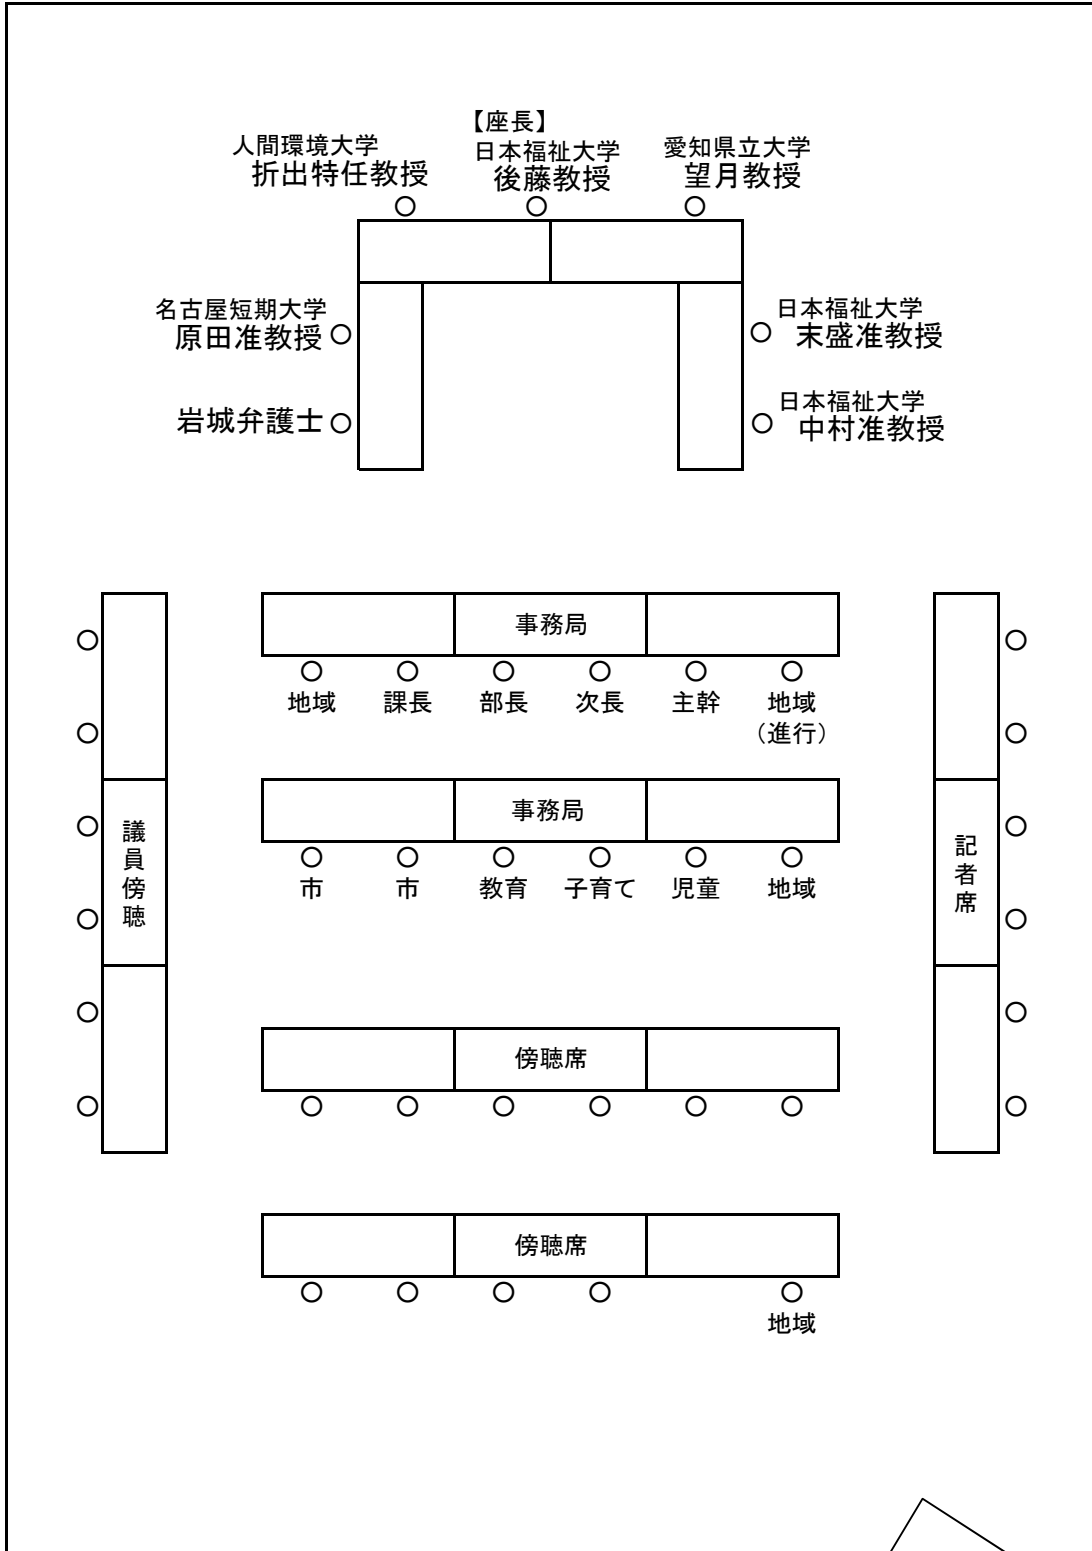 【座長】
人間環境大学
折出特任教授
日本福祉大学
後藤教授
愛知県立大学
望月教授
名古屋短期大学
原田准教授
日本福祉大学
末盛准教授
岩城弁護士
日本福祉大学
中村准教授
事務局
地域
課長
部長
次長
主幹
地域
（進行）
事務局
市
市
教育
子育て
児童
地域
議員傍聴
記者席
傍聴席
傍聴席
地域